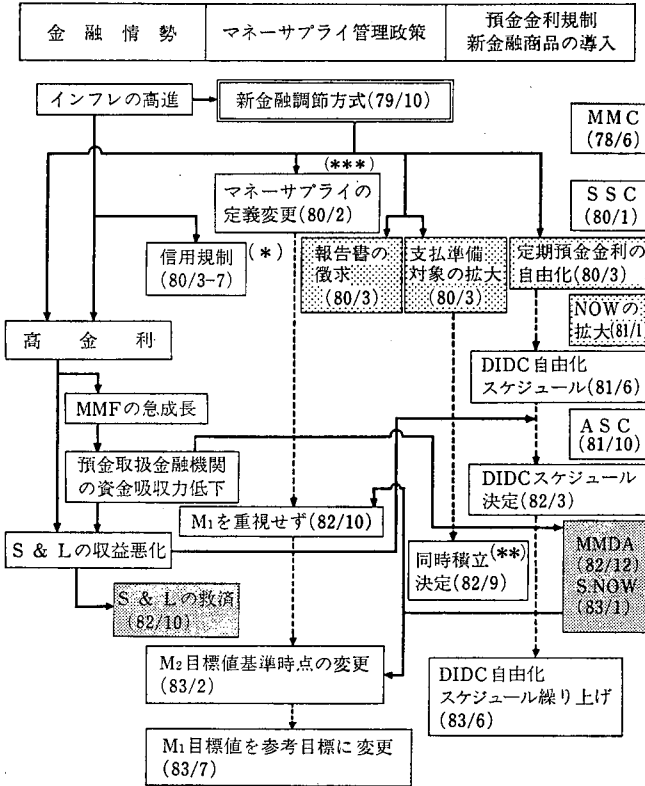 金融情勢
マネーサプライ管理政策
預金金利規制
新金融商品の導入
インフレの高進
新金融調節方式(79/10)
MMC
(78/6)
(***)
マネーサプライの
定義変更(80/2)
SSC
(80/1)
信用規制
(80/3-7)
(*)
報告書の
徴求
(80/3)
支払準備
対象の拡大
(80/3)
定期預金金利の
自由化(80/3)
NOWの
拡大(81/1)
高金利
DIDC自由化
スケジュール(81/6)
MMFの急成長
ASC
(81/10)
預金取扱金融機関
の資金吸収力低下
DIDCスケジュール
決定(82/3)
M₁を重視せず(82/10)
S & Lの収益悪化
同時積立(**)
決定(82/9)
MMDA
(82/12)
S.NOW
(83/1)
S & Lの救済
(82/10)
M₂目標値基準時点の変更
(83/2)
DIDC自由化
スケジュール繰り上げ
(83/6)
M₁目標値を参考目標に変更
(83/7)